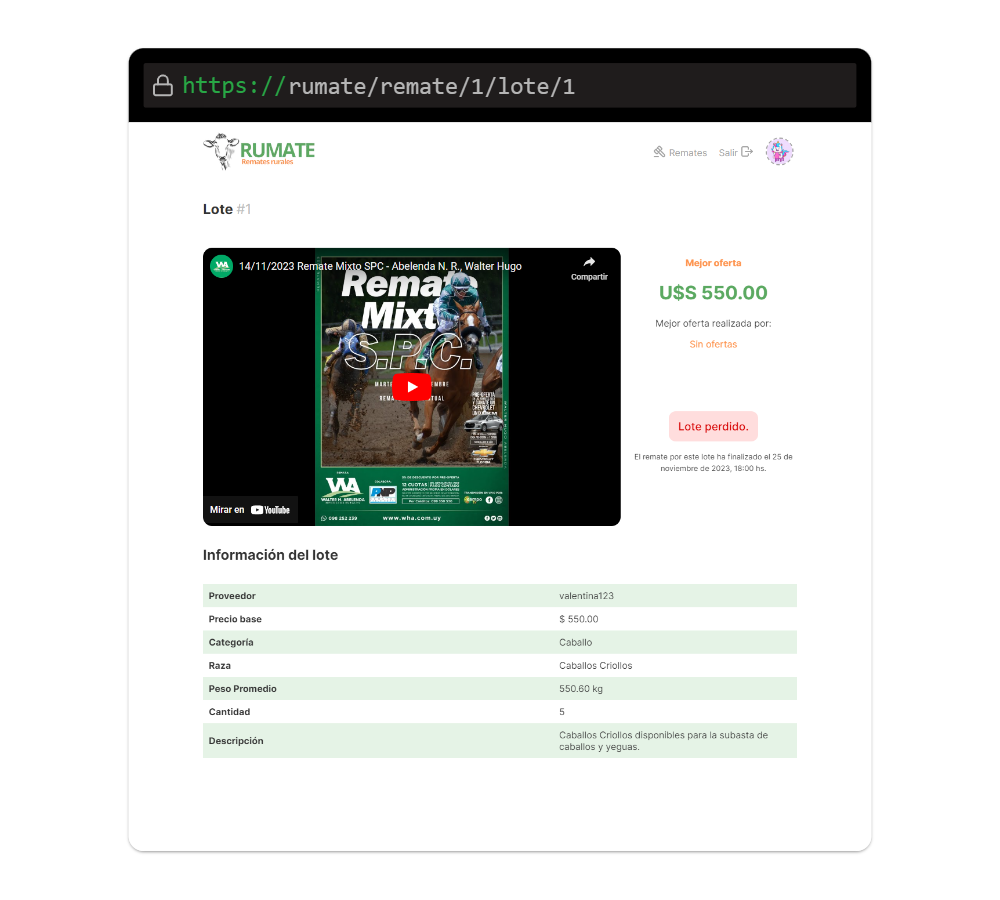 https://rumate/remate/1/lote/1
RUMATE
Remates rurales
Remates
Salir
Lote #1
14/11/2023 Remate Mixto SPC - Abelenda N. R., Walter Hugo
Compartir
Remate
Mixto
S.P.C.
WALTER H. ABELENDA
096 292 239
www.wha.com.uy
Mirar en YouTube
Mejor oferta
U$S 550.00
Mejor oferta realizada por:
Sin ofertas
Lote perdido.
El remate por este lote ha finalizado el 25 de
noviembre de 2023, 18:00 hs.
Información del lote
Proveedor valentina123
Precio base $ 550.00
Categoría Caballo
Raza Caballos Criollos
Peso Promedio 550.60 kg
Cantidad 5
Descripción Caballos Criollos disponibles para la subasta de
caballos y yeguas.